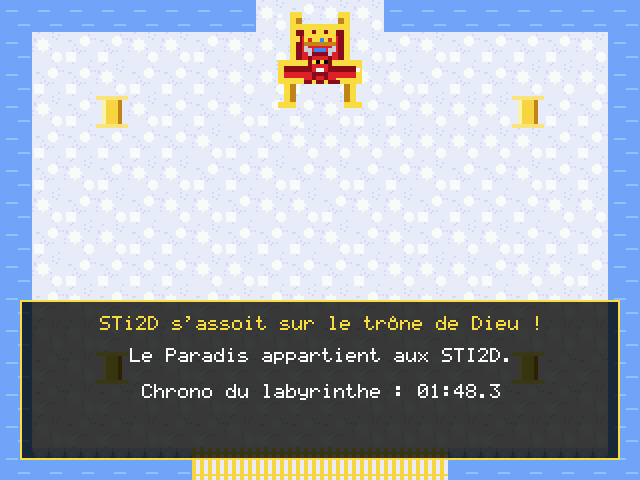 STi2D s'assoit sur le trône de Dieu !
Le Paradis appartient aux STI2D.
Chrono du labyrinthe : 01:48.3